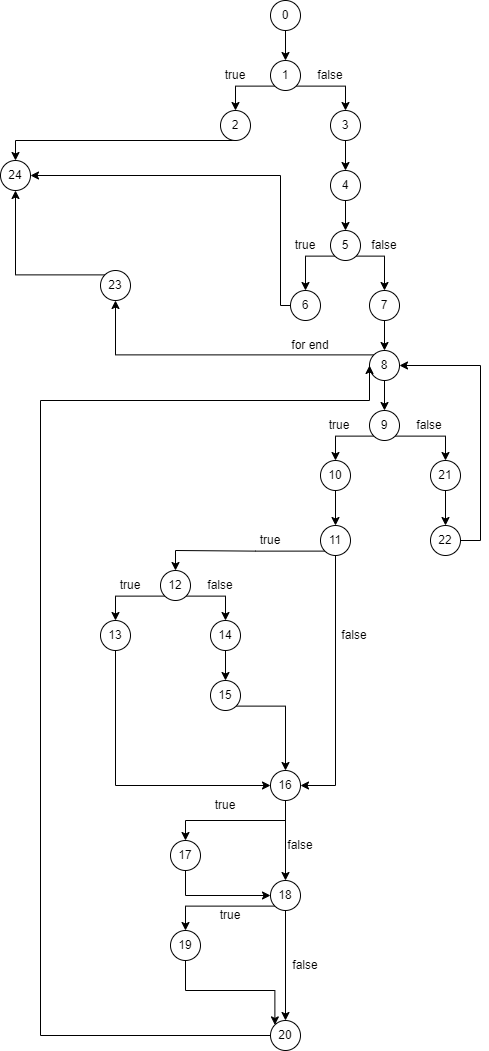 0
true 1 false
2 3
24
4
true 5 false
23
6 7
for end
8
true 9 false
10 21
11 22
true
true 12 false
13 14 false
15
16
true
false
17
18
true
19
false
20